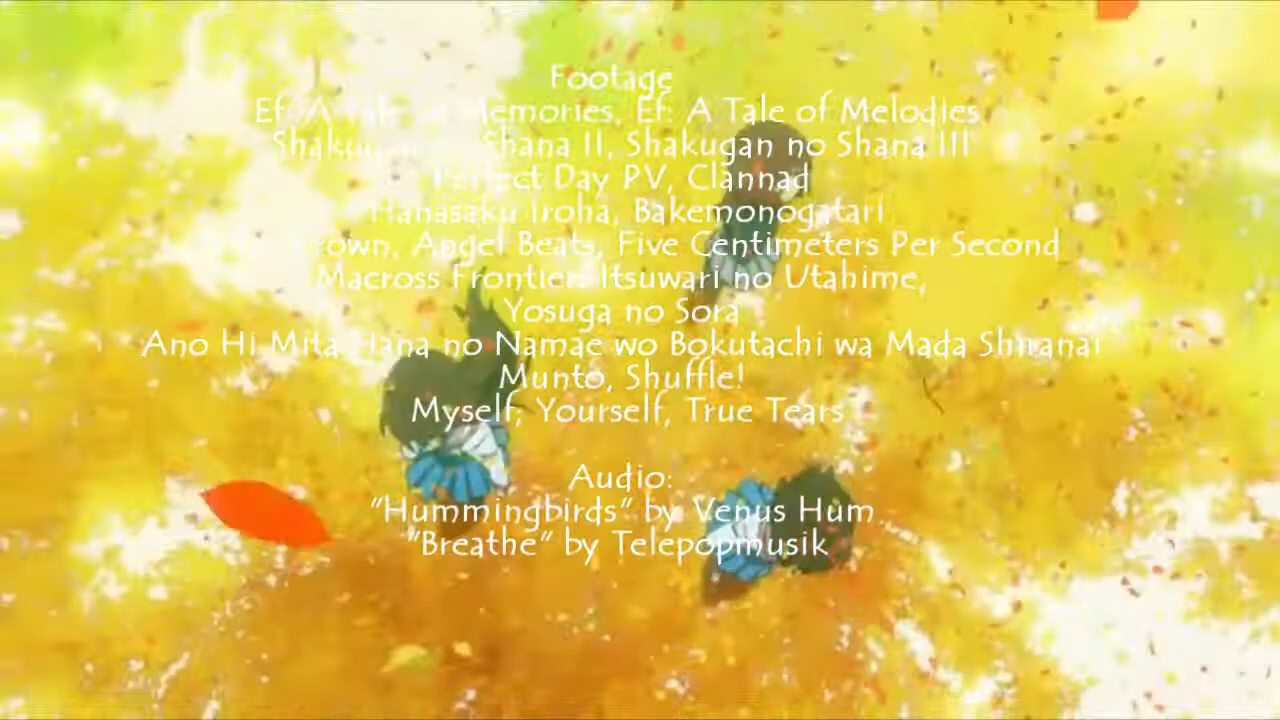 Footage
Ef: A Tale of Memories, Ef: A Tale of Melodies
Shakugan no Shana II, Shakugan no Shana III
Perfect Day PV, Clannad
Hanasaku Iroha, Bakemonogatari
Angel Beats, Five Centimeters Per Second
Macross Frontier: Itsuwari no Utahime,
Yosuga no Sora
Ano Hi Mita Hana no Namae wo Bokutachi wa Mada Shiranai
Munto, Shuffle!
Myself; Yourself, True Tears
Audio:
"Hummingbirds" by Venus Hum
"Breathe" by Telepopmusik